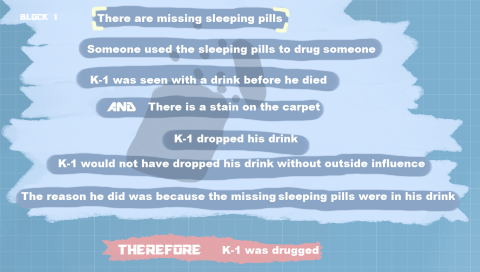 BLOCK 1
There are missing sleeping pills
Someone used the sleeping pills to drug someone
K-1 was seen with a drink before he died
AND There is a stain on the carpet
K-1 dropped his drink
K-1 would not have dropped his drink without outside influence
The reason he did was because the missing sleeping pills were in his drink
THEREFORE K-1 was drugged